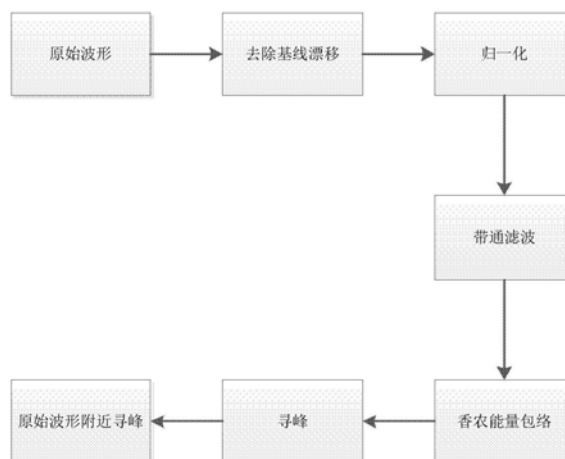 原始波形
去除基线漂移
归一化
带通滤波
香农能量包络
寻峰
原始波形附近寻峰